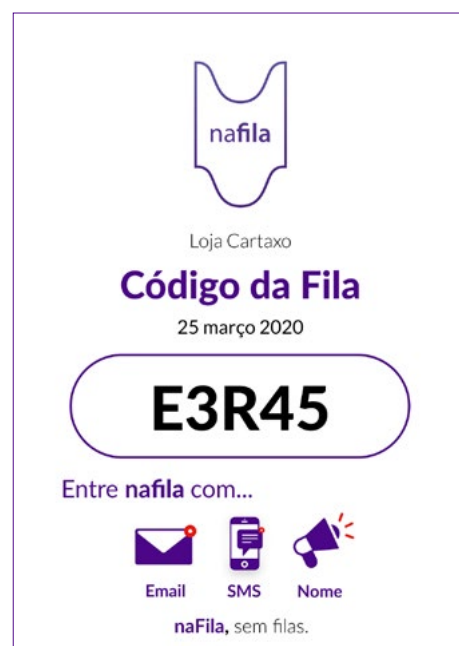 nafila
Loja Cartaxo
Código da Fila
25 março 2020
E3R45
Entre nafila com...
Email SMS Nome
naFila, sem filas.